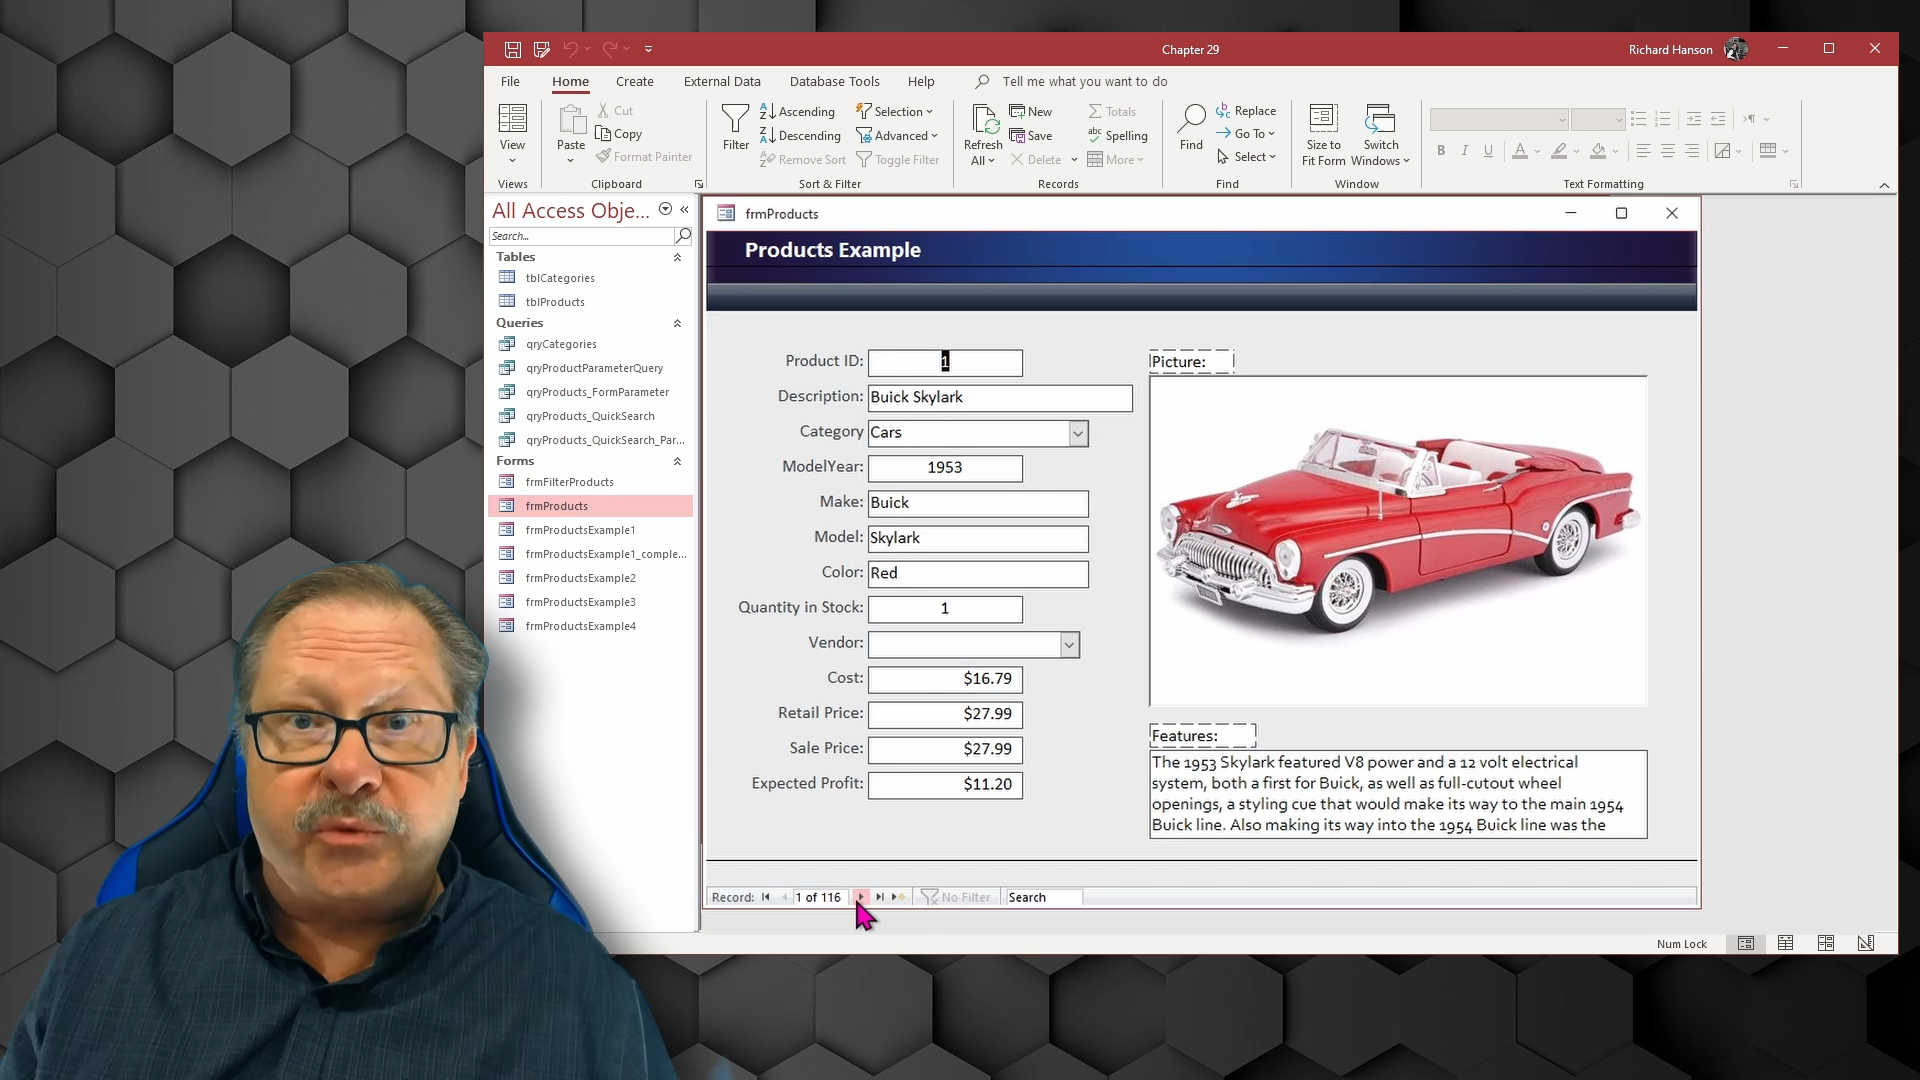 Chapter 29
Richard Hanson
File Home Create External Data Database Tools Help Tell me what you want to do
View
Views
Paste
Cut
Copy
Format Painter
Clipboard
Filter
Ascending
Descending
Remove Sort
Selection
Advanced
Toggle Filter
Sort & Filter
Refresh
All
New
Save
Delete
Totals
Spelling
More
Records
Find
Replace
Go To
Select
Find
Size to
Fit Form
Switch
Windows
Window
B I U A
Text Formatting
All Access Obje...
Search...
Tables
tblCategories
tblProducts
Queries
qryCategories
qryProductParameterQuery
qryProducts_FormParameter
qryProducts_QuickSearch
qryProducts_QuickSearch_Par...
Forms
frmFilterProducts
frmProducts
frmProductsExample1
frmProductsExample1_comple...
frmProductsExample2
frmProductsExample3
frmProductsExample4
frmProducts
Products Example
Product ID: 1
Description: Buick Skylark
Category Cars
ModelYear: 1953
Make: Buick
Model: Skylark
Color: Red
Quantity in Stock: 1
Vendor:
Cost: $16.79
Retail Price: $27.99
Sale Price: $27.99
Expected Profit: $11.20
Picture:
Features:
The 1953 Skylark featured V8 power and a 12 volt electrical
system, both a first for Buick, as well as full-cutout wheel
openings, a styling cue that would make its way to the main 1954
Buick line. Also making its way into the 1954 Buick line was the
Record: 1 of 116 No Filter Search
Num Lock